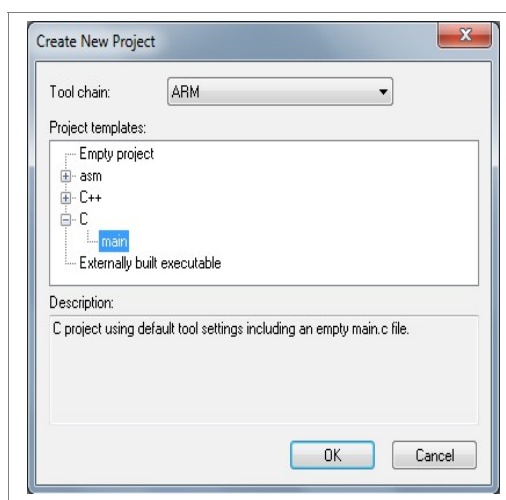 Create New Project
Tool chain: ARM
Project templates:
Empty project
asm
C++
C
main
Externally built executable
Description:
C project using default tool settings including an empty main.c file.
OK Cancel